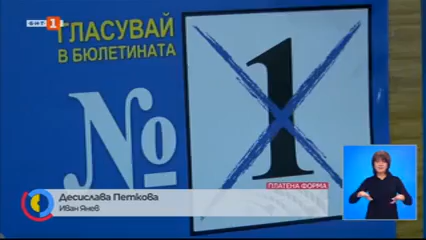 БНТ 1
ГЛАСУВАЙ
В БЮЛЕТИНАТА
№ 1
ПЛАТЕНА ФОРМА
Десислава Петкова
Иван Янев